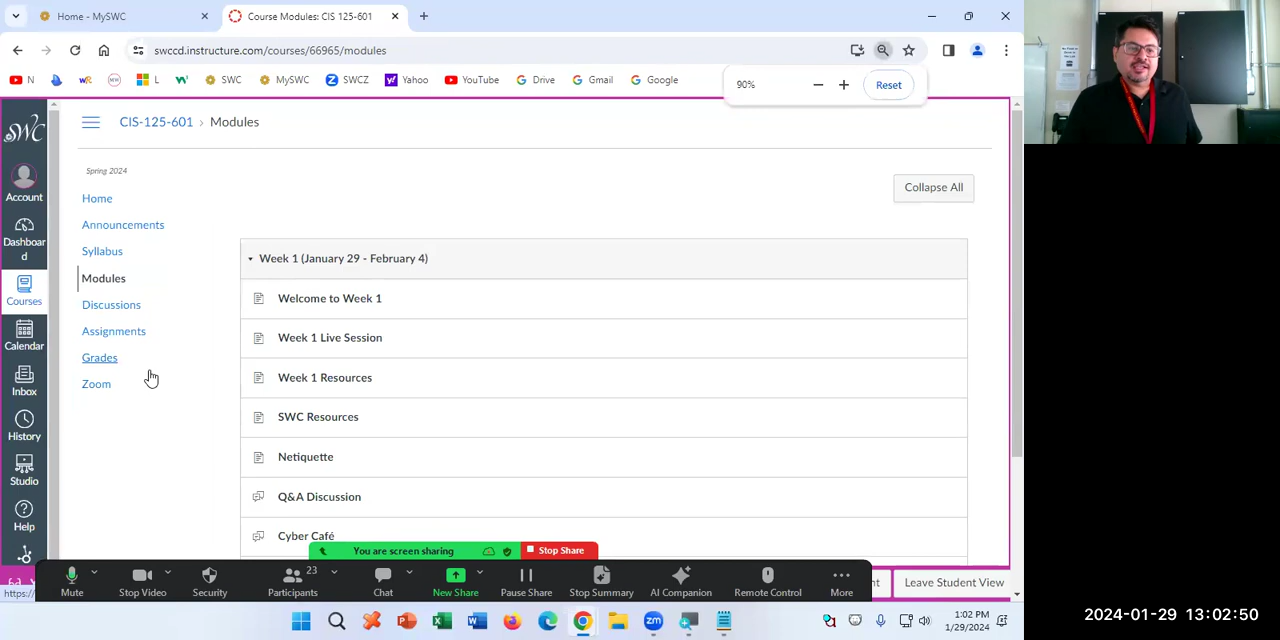 Home - MySWC
Course Modules: CIS 125-601
swccd.instructure.com/courses/66965/modules
N
SWC
MySWC
SWCZ
Yahoo
YouTube
Drive
Gmail
Google
90%
Reset
SWC
Account
Dashboar
d
Courses
Calendar
Inbox
History
Studio
Help
CIS-125-601 › Modules
Spring 2024
Home
Announcements
Syllabus
Modules
Discussions
Assignments
Grades
Zoom
Collapse All
Week 1 (January 29 - February 4)
Welcome to Week 1
Week 1 Live Session
Week 1 Resources
SWC Resources
Netiquette
Q&A Discussion
Cyber Café
You are screen sharing
Stop Share
Mute
Stop Video
Security
Participants
23
Chat
New Share
Pause Share
Stop Summary
AI Companion
Remote Control
More
Leave Student View
https:/
1:02 PM
1/29/2024
2024-01-29 13:02:50